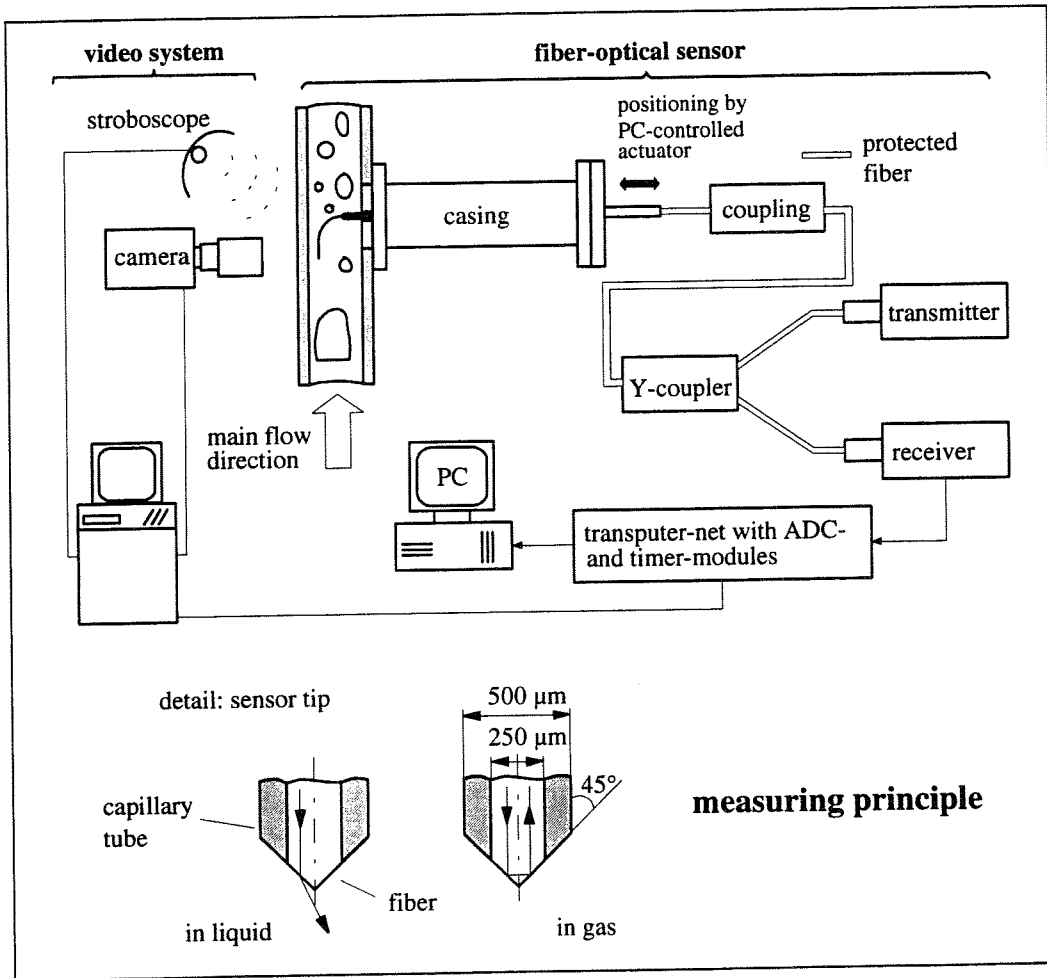 video system
fiber-optical sensor
stroboscope
positioning by
PC-controlled
actuator
protected
fiber
camera
casing
coupling
transmitter
Y-coupler
main flow
direction
receiver
PC
transputer-net with ADC-
and timer-modules
detail: sensor tip
500 µm
250 µm
45°
capillary
tube
measuring principle
fiber
in liquid
in gas